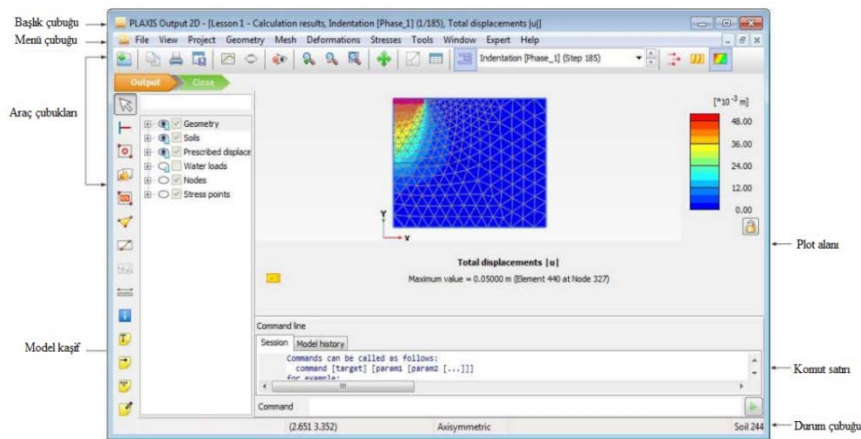 Başlık çubuğu
PLAXIS Output 2D - [Lesson 1 - Calculation results, Indentation [Phase_1] (1/185), Total displacements |u|]
Menü çubuğu
File View Project Geometry Mesh Deformations Stresses Tools Window Expert Help
Indentation [Phase_1] (Step 185)
Araç çubukları
Output Close
Geometry
Soils
Prescribed displace
Water loads
Nodes
Stress points
[*10⁻³ m]
48.00
36.00
24.00
12.00
0.00
Y
X
Plot alanı
Total displacements |u|
Maximum value = 0.05000 m (Element 440 at Node 327)
Model kaşif
Command line
Session Model history
Commands can be called as follows:
command [target] [param1 [param2 [...]]]
for example:
Komut satırı
Command
(2.651 3.352) Axisymmetric Soil 244
Durum çubuğu